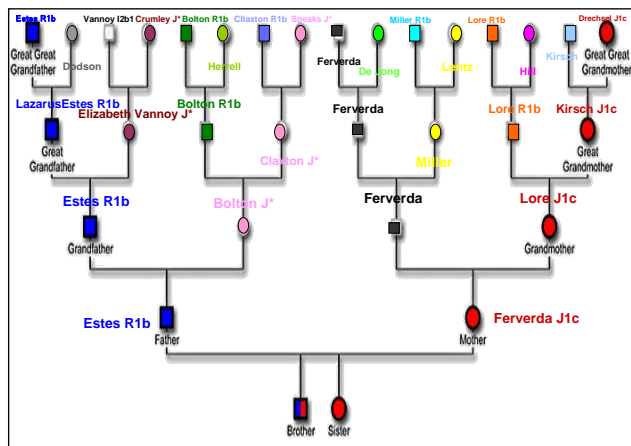 Estes R1b
Vannoy I2b1
Crumley J*
Bolton R1b
Cllaxton R1b
Speaks J*
Miller R1b
Lore R1b
Drechsel J1c
Great Great
Grandfather
Dodson
Herrell
Ferverda
De Jong
Lentz
Hill
Kirsch
Great Great
Grandmother
LazarusEstes R1b
Elizabeth Vannoy J*
Bolton R1b
Claxton J*
Ferverda
Miller
Lore R1b
Kirsch J1c
Great
Grandfather
Great
Grandmother
Estes R1b
Bolton J*
Ferverda
Lore J1c
Grandfather
Grandmother
Estes R1b
Ferverda J1c
Father
Mother
Brother
Sister